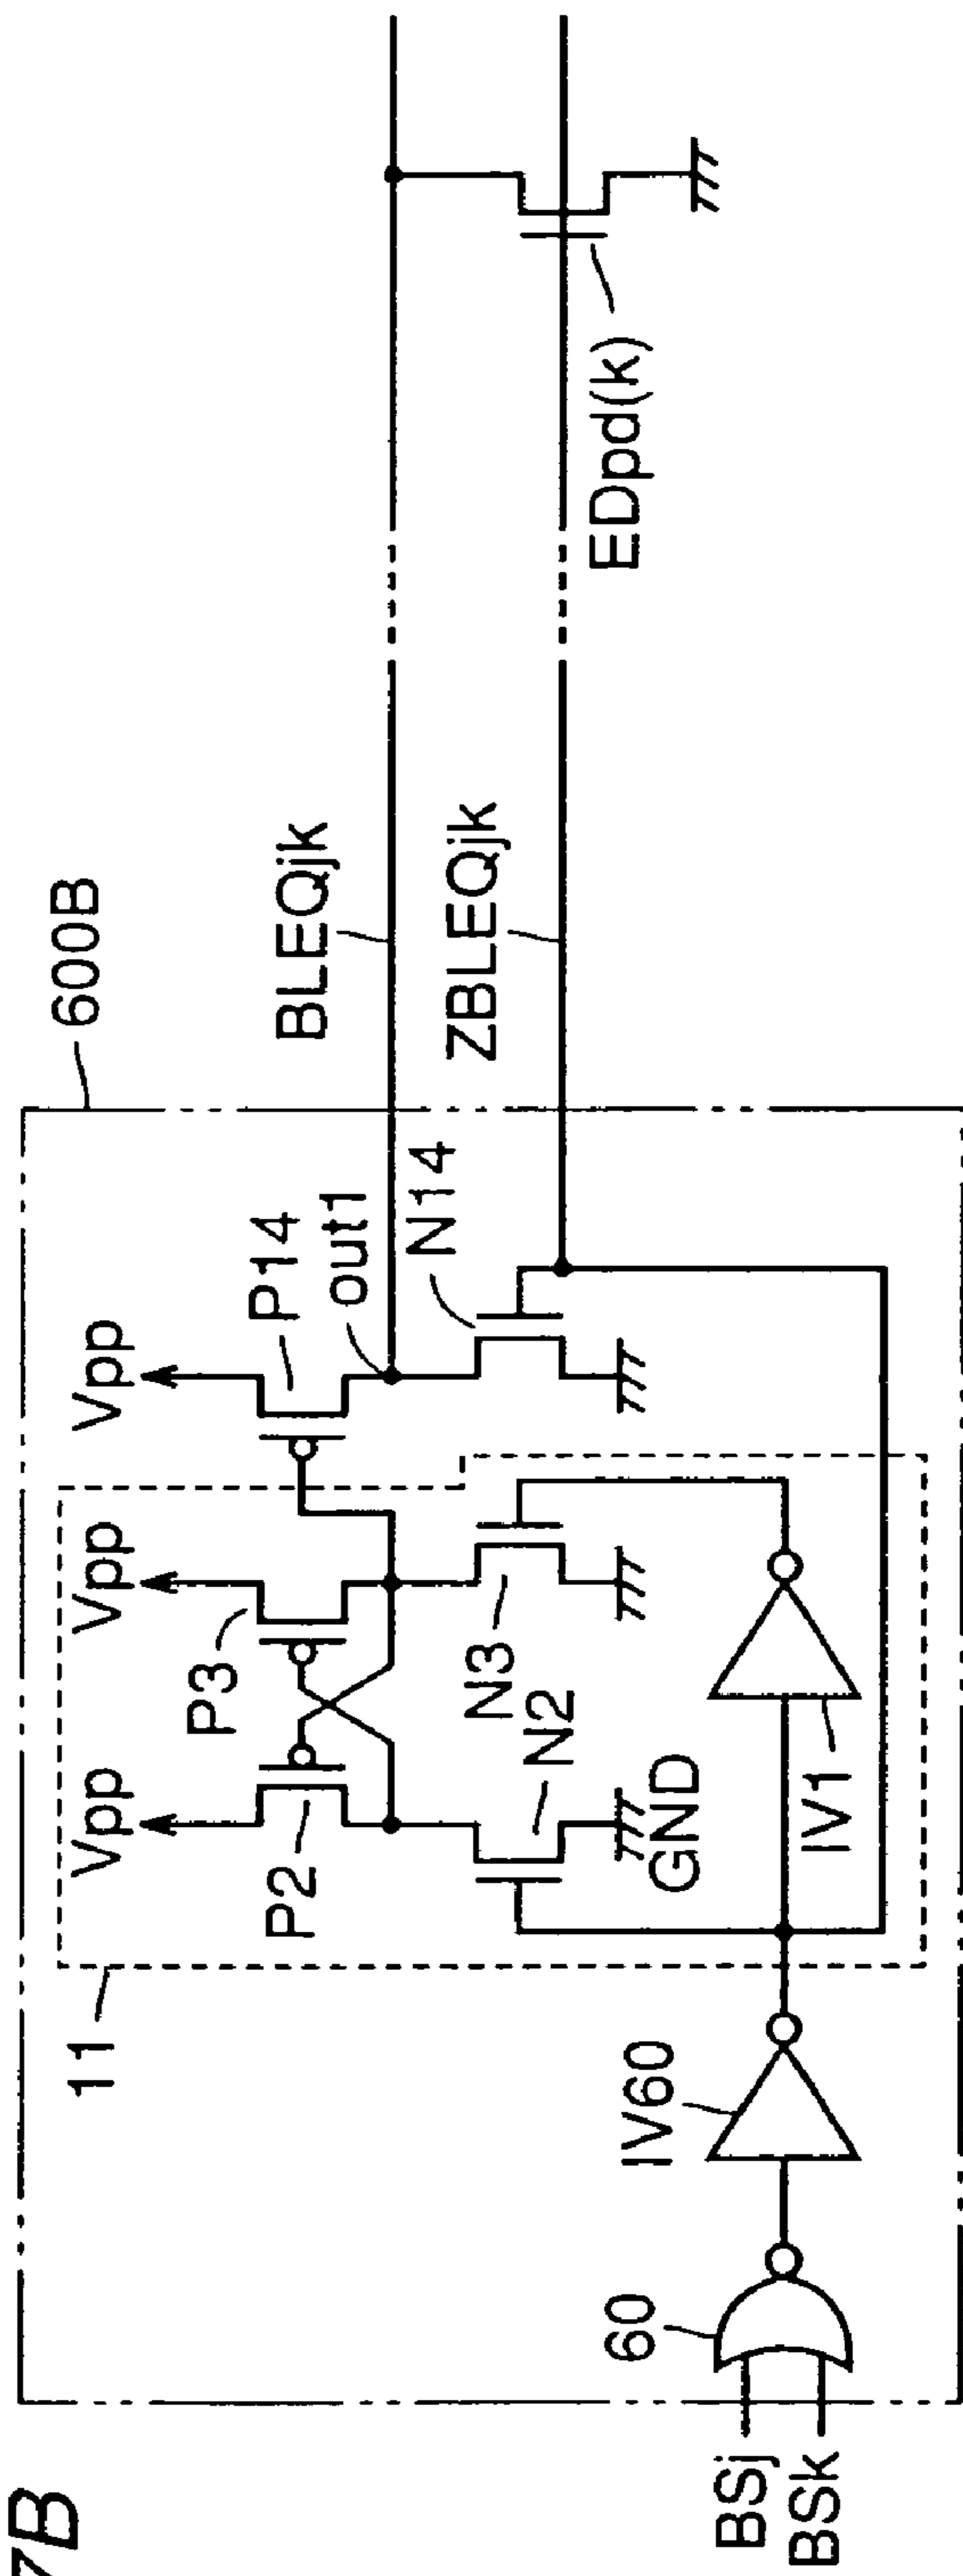 7B
600B
11
Vpp
Vpp
Vpp
P2
P3
P14
out1
BLEQjk
N2
N3
N14
ZBLEQjk
GND
EDpd(k)
60
IV60
IV1
BSj
BSk